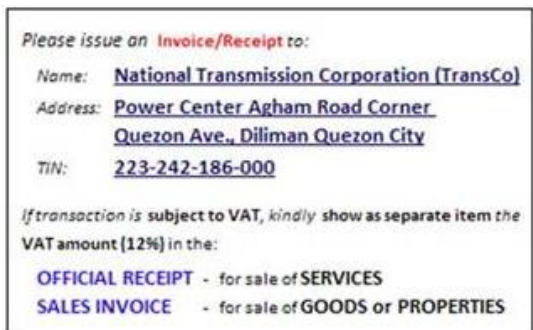 Please issue an Invoice/Receipt to:
Name: National Transmission Corporation (TransCo)
Address: Power Center Agham Road Corner
Quezon Ave., Diliman Quezon City
TIN: 223-242-186-000
If transaction is subject to VAT, kindly show as separate item the
VAT amount (12%) in the:
OFFICIAL RECEIPT - for sale of SERVICES
SALES INVOICE - for sale of GOODS or PROPERTIES